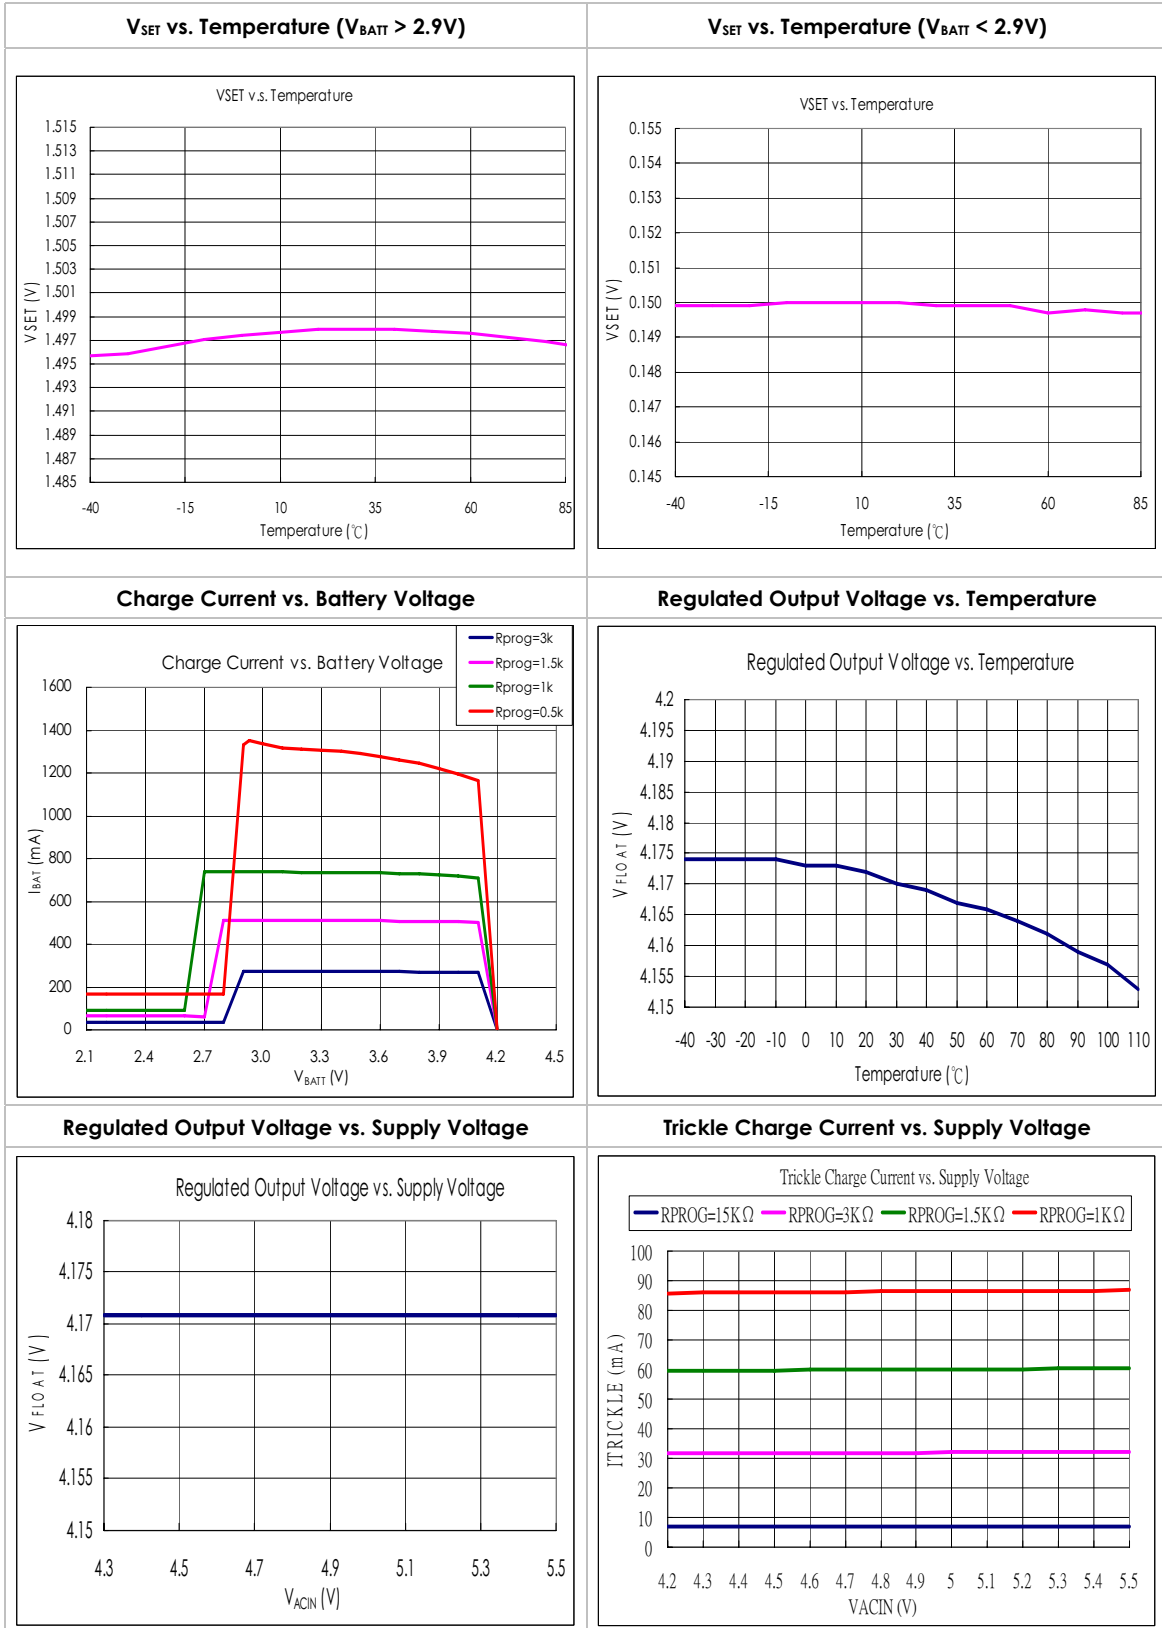 VSET vs. Temperature (VBATT > 2.9V)
VSET v.s. Temperature
1.515
1.513
1.511
1.509
1.507
1.505
1.503
1.501
1.499
1.497
1.495
1.493
1.491
1.489
1.487
1.485
VSET (V)
-40 -15 10 35 60 85
Temperature (℃)
VSET vs. Temperature (VBATT < 2.9V)
VSET vs. Temperature
0.155
0.154
0.153
0.152
0.151
0.150
0.149
0.148
0.147
0.146
0.145
VSET (V)
-40 -15 10 35 60 85
Temperature (℃)
Charge Current vs. Battery Voltage
Charge Current vs. Battery Voltage
Rprog=3k
Rprog=1.5k
Rprog=1k
Rprog=0.5k
1600
1400
1200
1000
800
600
400
200
0
IBAT (mA)
2.1 2.4 2.7 3.0 3.3 3.6 3.9 4.2 4.5
VBATT (V)
Regulated Output Voltage vs. Temperature
Regulated Output Voltage vs. Temperature
4.2
4.195
4.19
4.185
4.18
4.175
4.17
4.165
4.16
4.155
4.15
VFLOAT (V)
-40 -30 -20 -10 0 10 20 30 40 50 60 70 80 90 100 110
Temperature (℃)
Regulated Output Voltage vs. Supply Voltage
Regulated Output Voltage vs. Supply Voltage
4.18
4.175
4.17
4.165
4.16
4.155
4.15
VFLOAT (V)
4.3 4.5 4.7 4.9 5.1 5.3 5.5
VACIN (V)
Trickle Charge Current vs. Supply Voltage
Trickle Charge Current vs. Supply Voltage
RPROG=15KΩ RPROG=3KΩ RPROG=1.5KΩ RPROG=1KΩ
100
90
80
70
60
50
40
30
20
10
0
ITRICKLE (mA)
4.2 4.3 4.4 4.5 4.6 4.7 4.8 4.9 5 5.1 5.2 5.3 5.4 5.5
VACIN (V)